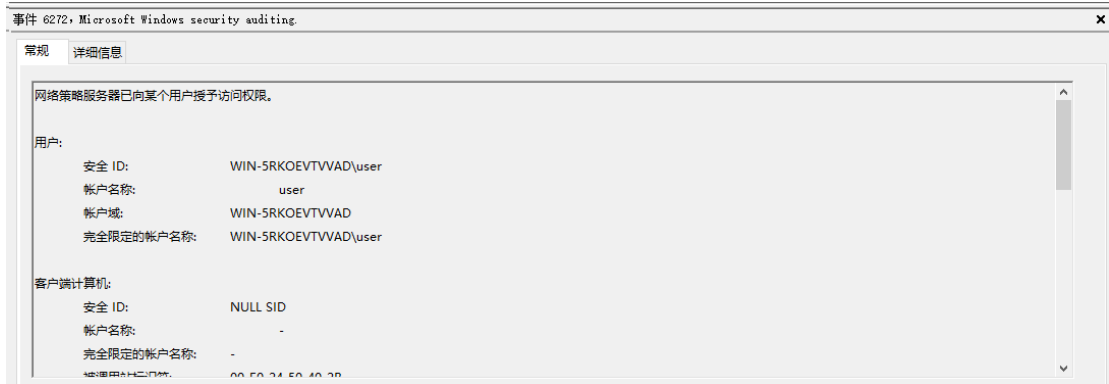 事件 6272，Microsoft Windows security auditing.
常规 详细信息
网络策略服务器已向某个用户授予访问权限。
用户:
安全 ID: WIN-5RKOEVTVVAD\user
帐户名称: user
帐户域: WIN-5RKOEVTVVAD
完全限定的帐户名称: WIN-5RKOEVTVVAD\user
客户端计算机:
安全 ID: NULL SID
帐户名称: -
完全限定的帐户名称: -